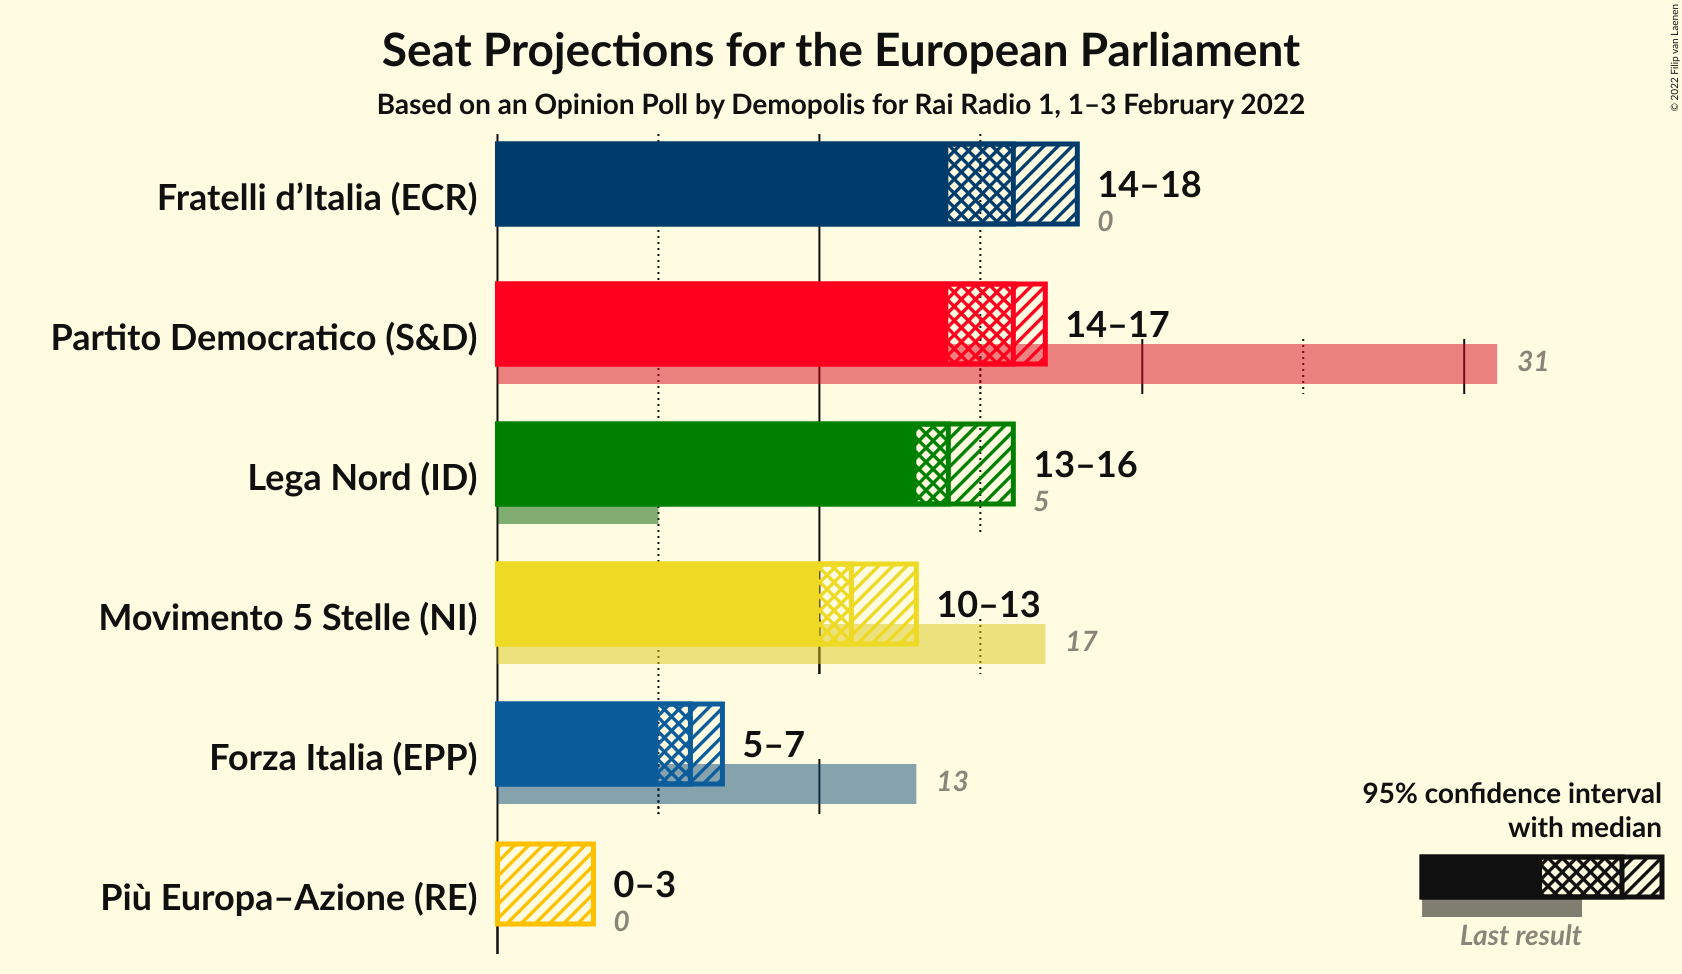 Seat Projections for the European Parliament
Based on an Opinion Poll by Demopolis for Rai Radio 1, 1–3 February 2022
© 2022 Filip van Laenen
Fratelli d’Italia (ECR)
14–18
0
Partito Democratico (S&D)
14–17
31
Lega Nord (ID)
13–16
5
Movimento 5 Stelle (NI)
10–13
17
Forza Italia (EPP)
5–7
13
Più Europa–Azione (RE)
0–3
0
95% confidence interval
with median
Last result